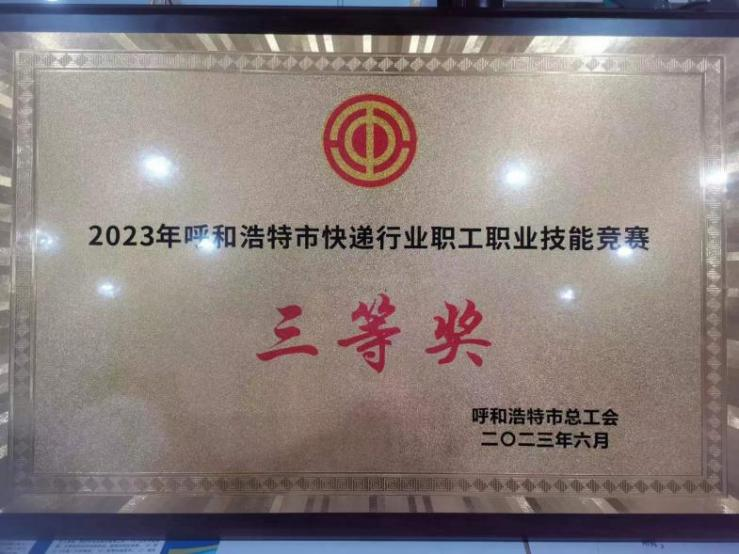 2023年呼和浩特市快递行业职工职业技能竞赛
三等奖
呼和浩特市总工会
二〇二三年六月